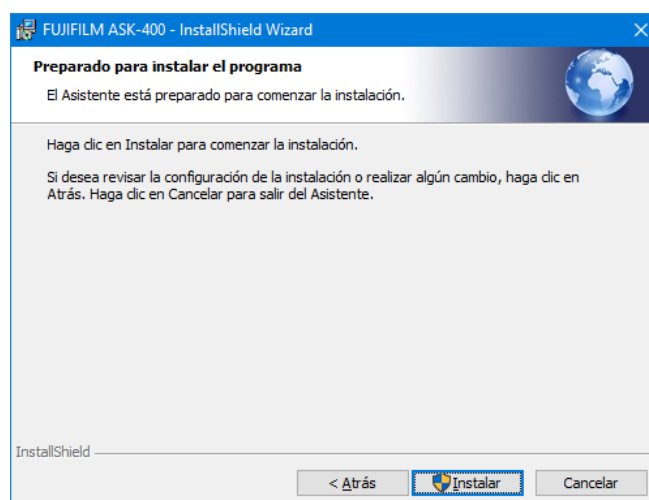 FUJIFILM ASK-400 - InstallShield Wizard
Preparado para instalar el programa
El Asistente está preparado para comenzar la instalación.
Haga clic en Instalar para comenzar la instalación.
Si desea revisar la configuración de la instalación o realizar algún cambio, haga clic en
Atrás. Haga clic en Cancelar para salir del Asistente.
InstallShield
< Atrás
Instalar
Cancelar